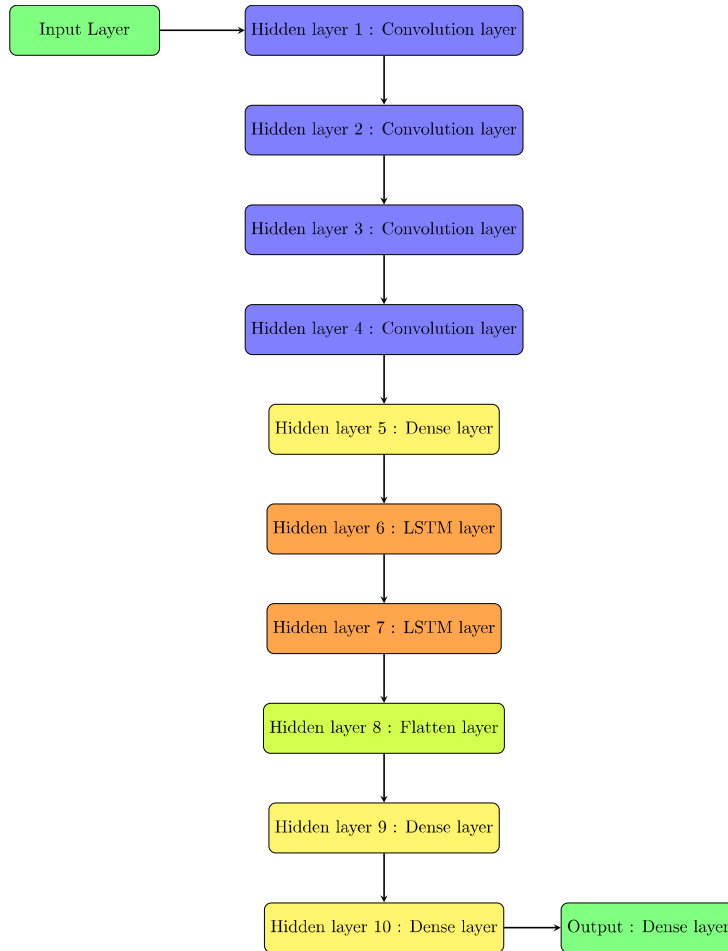 Input Layer
Hidden layer 1 : Convolution layer
Hidden layer 2 : Convolution layer
Hidden layer 3 : Convolution layer
Hidden layer 4 : Convolution layer
Hidden layer 5 : Dense layer
Hidden layer 6 : LSTM layer
Hidden layer 7 : LSTM layer
Hidden layer 8 : Flatten layer
Hidden layer 9 : Dense layer
Hidden layer 10 : Dense layer
Output : Dense layer